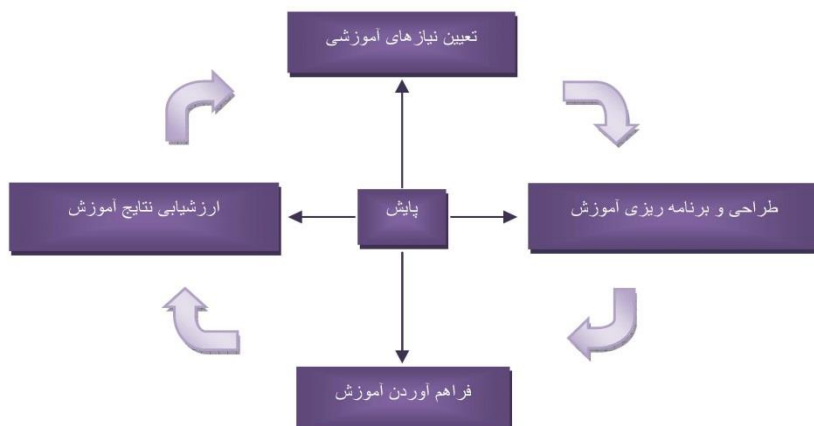 تعیین نیازهای آموزشی
ارزشیابی نتایج آموزش
پایش
طراحی و برنامه ریزی آموزش
فراهم آوردن آموزش